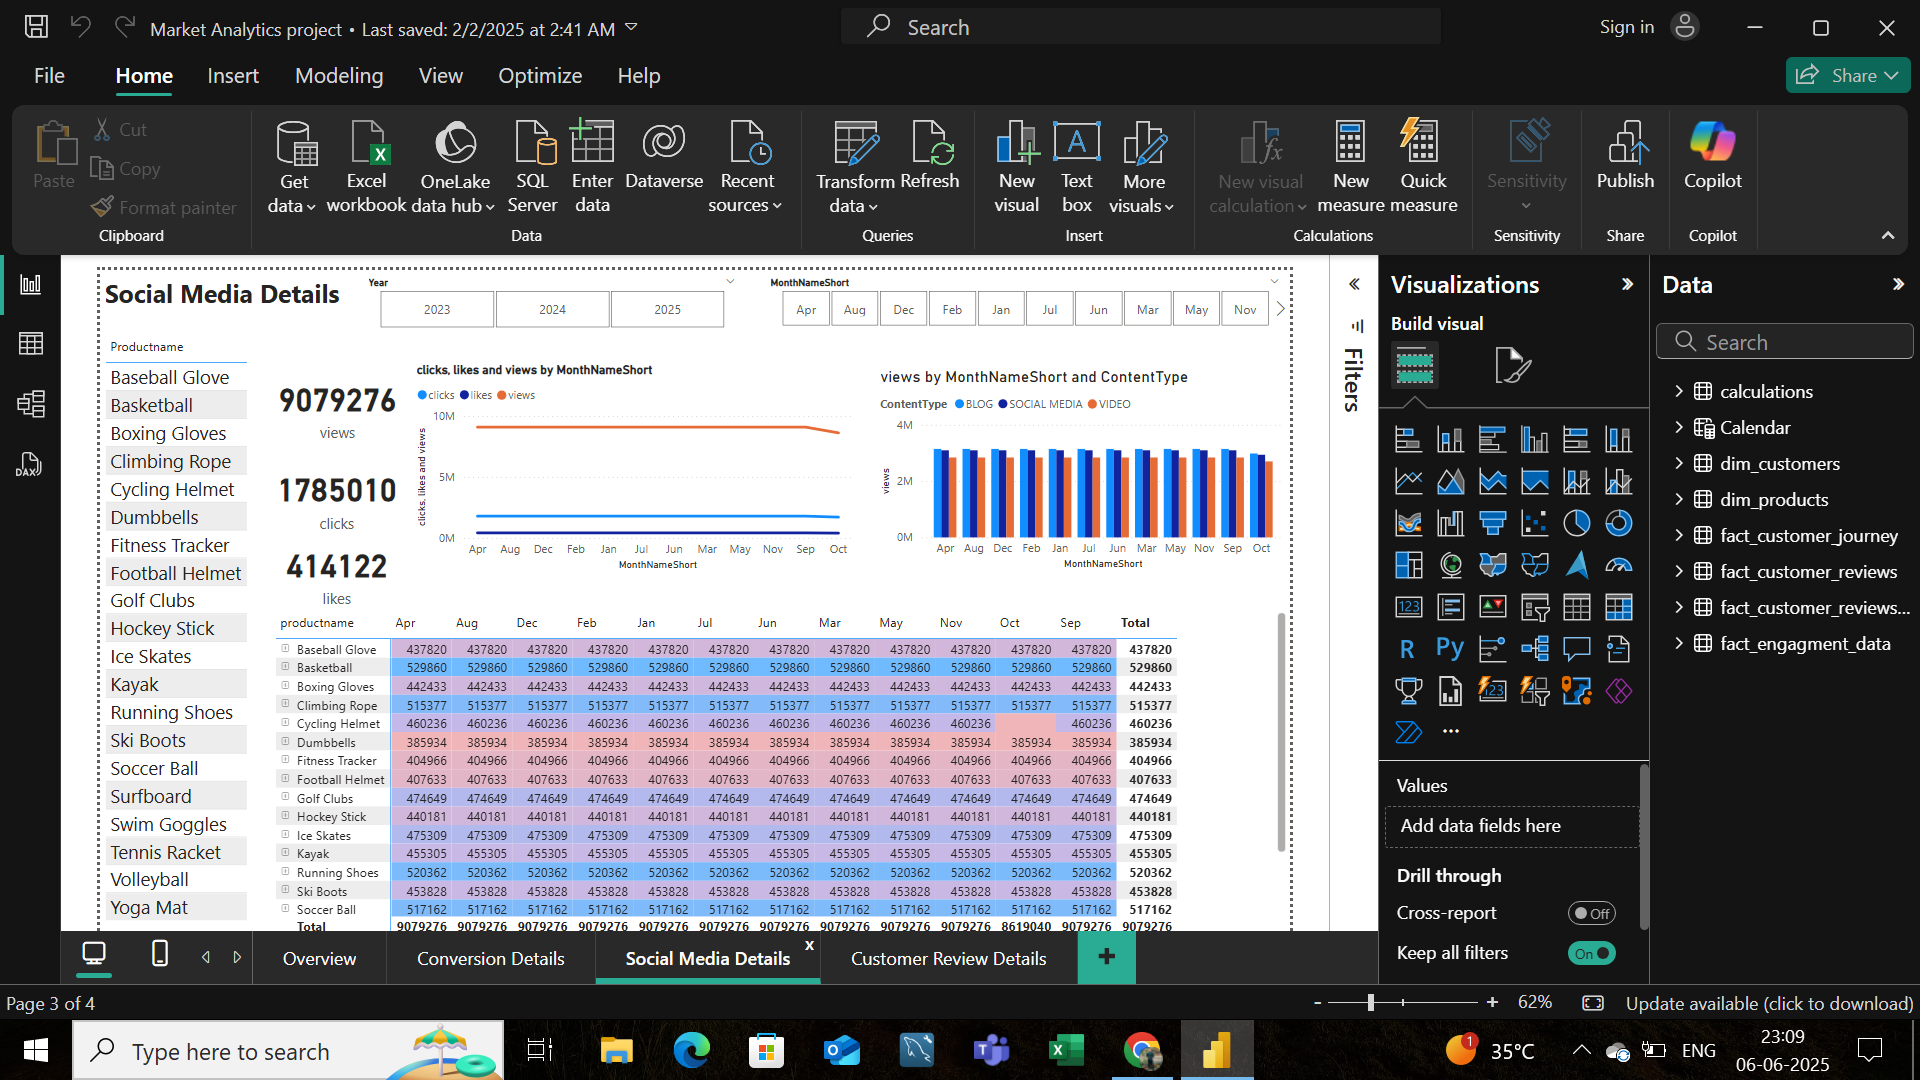 Market Analytics project • Last saved: 2/2/2025 at 2:41 AM
Search
Sign in
File Home Insert Modeling View Optimize Help
Share
Paste
Cut
Copy
Format painter
Clipboard
Get data
Excel workbook
OneLake data hub
SQL Server
Enter data
Dataverse
Recent sources
Data
Transform data
Refresh
Queries
New visual
Text box
More visuals
Insert
New visual calculation
New measure
Quick measure
Calculations
Sensitivity
Sensitivity
Publish
Share
Copilot
Copilot
Social Media Details
Year
2023 2024 2025
MonthNameShort
Apr Aug Dec Feb Jan Jul Jun Mar May Nov
Productname
Baseball Glove
Basketball
Boxing Gloves
Climbing Rope
Cycling Helmet
Dumbbells
Fitness Tracker
Football Helmet
Golf Clubs
Hockey Stick
Ice Skates
Kayak
Running Shoes
Ski Boots
Soccer Ball
Surfboard
Swim Goggles
Tennis Racket
Volleyball
Yoga Mat
9079276
views
1785010
clicks
414122
likes
clicks, likes and views by MonthNameShort
clicks likes views
clicks, likes and views
10M
5M
0M
Apr Aug Dec Feb Jan Jul Jun Mar May Nov Sep Oct
MonthNameShort
views by MonthNameShort and ContentType
ContentType BLOG SOCIAL MEDIA VIDEO
views
4M
2M
0M
Apr Aug Dec Feb Jan Jul Jun Mar May Nov Sep Oct
MonthNameShort
productname Apr Aug Dec Feb Jan Jul Jun Mar May Nov Oct Sep Total
Baseball Glove 437820 437820 437820 437820 437820 437820 437820 437820 437820 437820 437820 437820 437820
Basketball 529860 529860 529860 529860 529860 529860 529860 529860 529860 529860 529860 529860 529860
Boxing Gloves 442433 442433 442433 442433 442433 442433 442433 442433 442433 442433 442433 442433 442433
Climbing Rope 515377 515377 515377 515377 515377 515377 515377 515377 515377 515377 515377 515377 515377
Cycling Helmet 460236 460236 460236 460236 460236 460236 460236 460236 460236 460236 460236 460236
Dumbbells 385934 385934 385934 385934 385934 385934 385934 385934 385934 385934 385934 385934 385934
Fitness Tracker 404966 404966 404966 404966 404966 404966 404966 404966 404966 404966 404966 404966 404966
Football Helmet 407633 407633 407633 407633 407633 407633 407633 407633 407633 407633 407633 407633 407633
Golf Clubs 474649 474649 474649 474649 474649 474649 474649 474649 474649 474649 474649 474649 474649
Hockey Stick 440181 440181 440181 440181 440181 440181 440181 440181 440181 440181 440181 440181 440181
Ice Skates 475309 475309 475309 475309 475309 475309 475309 475309 475309 475309 475309 475309 475309
Kayak 455305 455305 455305 455305 455305 455305 455305 455305 455305 455305 455305 455305 455305
Running Shoes 520362 520362 520362 520362 520362 520362 520362 520362 520362 520362 520362 520362 520362
Ski Boots 453828 453828 453828 453828 453828 453828 453828 453828 453828 453828 453828 453828 453828
Soccer Ball 517162 517162 517162 517162 517162 517162 517162 517162 517162 517162 517162 517162 517162
Total 9079276 9079276 9079276 9079276 9079276 9079276 9079276 9079276 9079276 9079276 8619040 9079276 9079276
Filters
Visualizations
Build visual
123
R Py
123
Values
Add data fields here
Drill through
Cross-report Off
Keep all filters On
Data
Search
calculations
Calendar
dim_customers
dim_products
fact_customer_journey
fact_customer_reviews
fact_customer_reviews...
fact_engagment_data
DAX
Overview Conversion Details Social Media Details x Customer Review Details +
Page 3 of 4
- + 62% Update available (click to download)
Type here to search
1 35°C ENG
23:09
06-06-2025